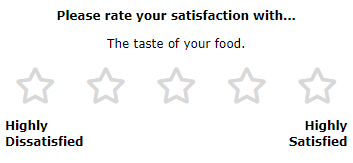 Please rate your satisfaction with...
The taste of your food.
Highly Dissatisfied
Highly Satisfied